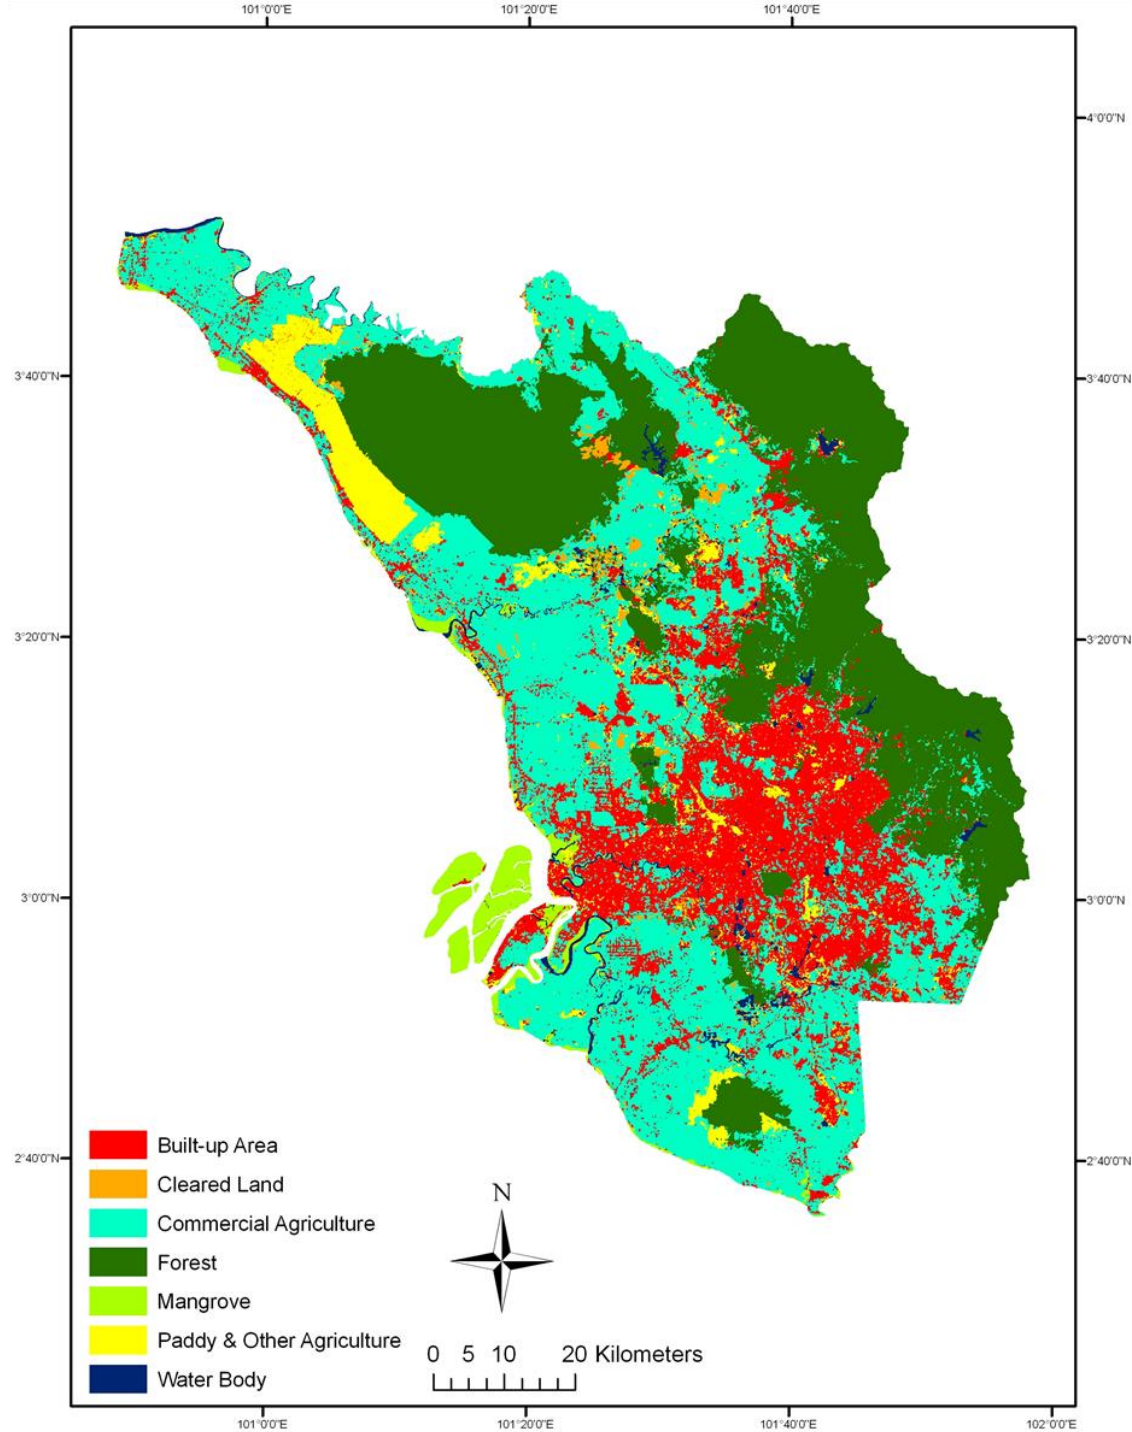 101°0'0"E 101°20'0"E 101°40'0"E
4°0'0"N
3°40'0"N 3°40'0"N
3°20'0"N 3°20'0"N
3°0'0"N 3°0'0"N
2°40'0"N 2°40'0"N
Built-up Area
Cleared Land
Commercial Agriculture
Forest
Mangrove
Paddy & Other Agriculture
Water Body
N
0 5 10 20 Kilometers
101°0'0"E 101°20'0"E 101°40'0"E 102°0'0"E